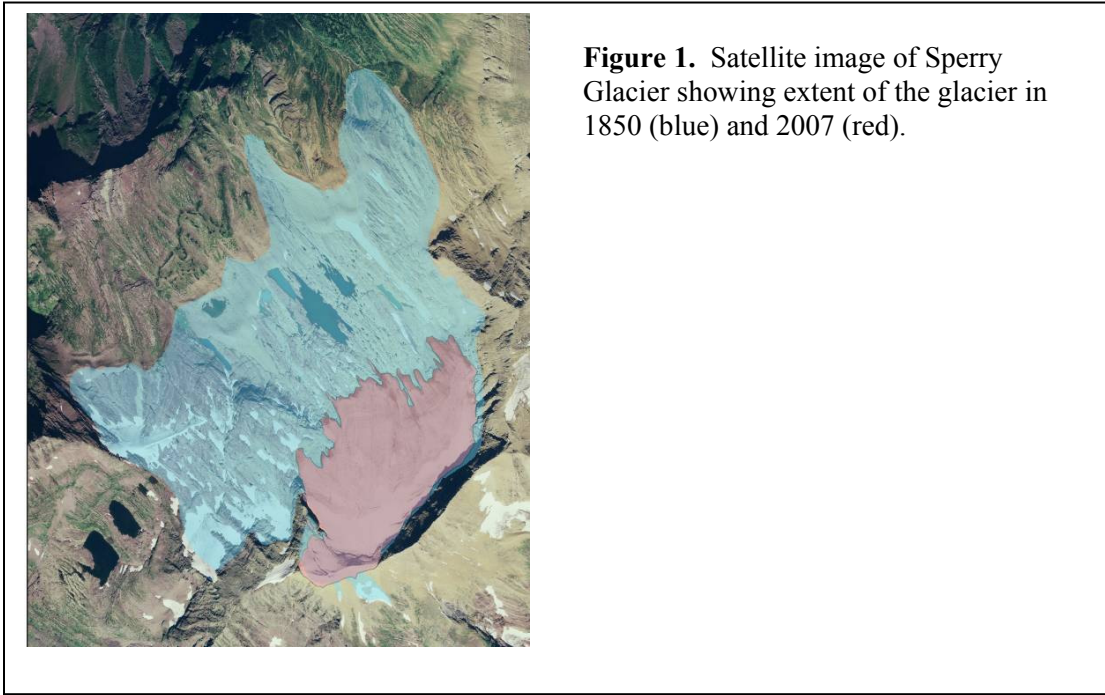 Figure 1. Satellite image of Sperry
Glacier showing extent of the glacier in
1850 (blue) and 2007 (red).